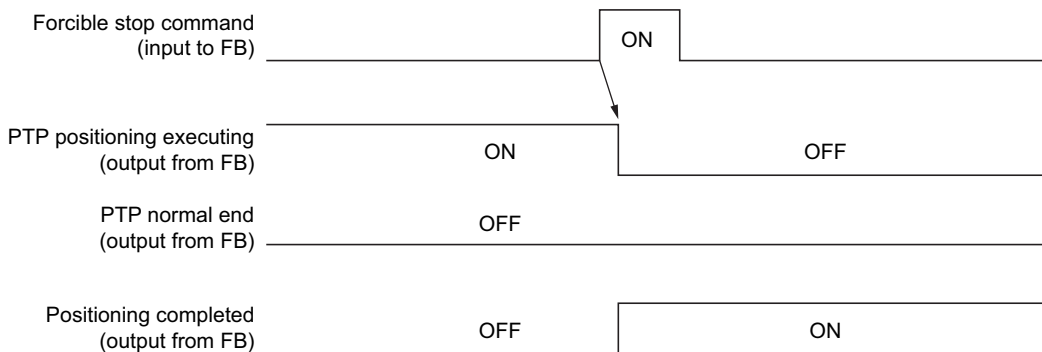 Forcible stop command
(input to FB)
ON
PTP positioning executing
(output from FB)
ON
OFF
PTP normal end
(output from FB)
OFF
Positioning completed
(output from FB)
OFF
ON